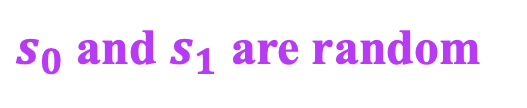 s₀ and s₁ are random